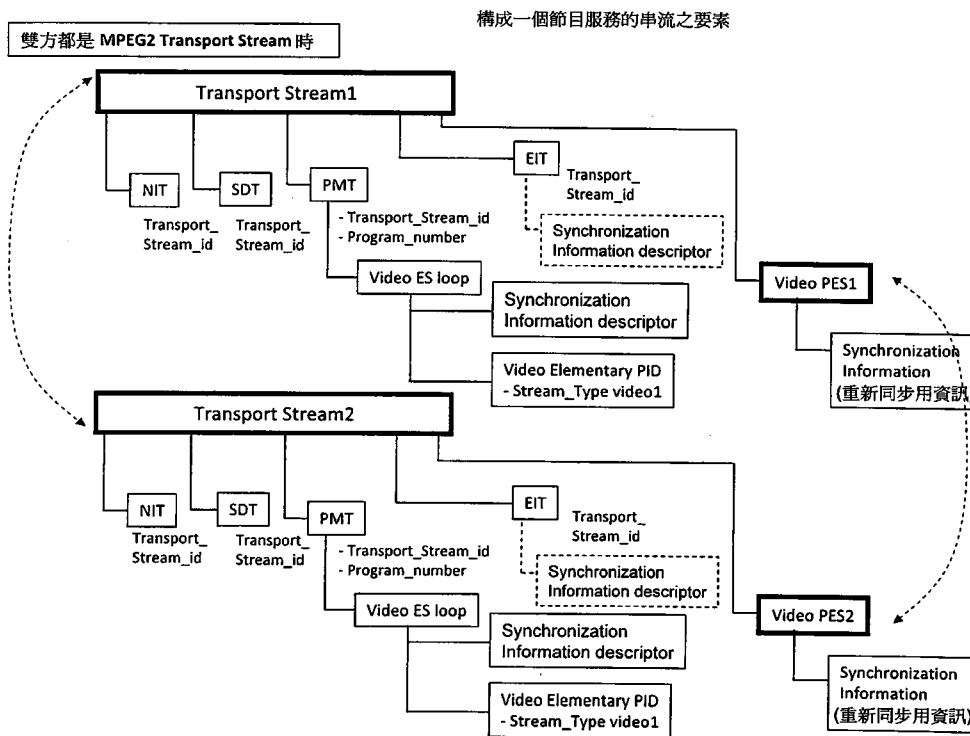 構成一個節目服務的串流之要素
雙方都是 MPEG2 Transport Stream 時
Transport Stream1
NIT
Transport_
Stream_id
SDT
Transport_
Stream_id
PMT
- Transport_Stream_id
- Program_number
Video ES loop
Synchronization
Information descriptor
Video Elementary PID
- Stream_Type video1
EIT
Transport_
Stream_id
Synchronization
Information descriptor
Video PES1
Synchronization
Information
(重新同步用資訊)
Transport Stream2
NIT
Transport_
Stream_id
SDT
Transport_
Stream_id
PMT
- Transport_Stream_id
- Program_number
Video ES loop
Synchronization
Information descriptor
Video Elementary PID
- Stream_Type video1
EIT
Transport_
Stream_id
Synchronization
Information descriptor
Video PES2
Synchronization
Information
(重新同步用資訊)